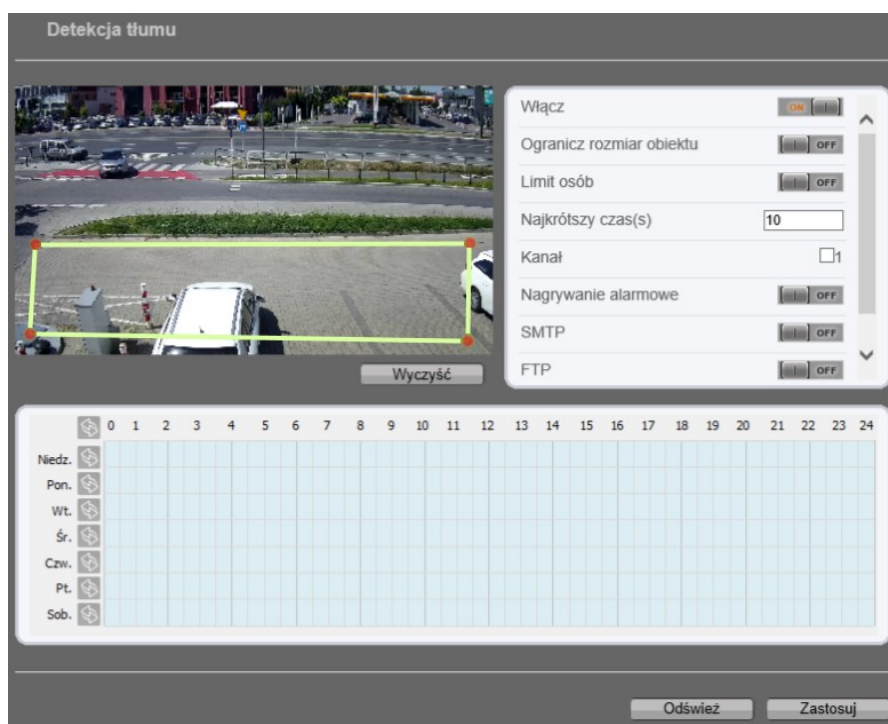 Detekcja tłumu
Włącz ON
Ogranicz rozmiar obiektu OFF
Limit osób OFF
Najkrótszy czas(s) 10
Kanał 1
Nagrywanie alarmowe OFF
SMTP OFF
FTP OFF
Wyczyść
0 1 2 3 4 5 6 7 8 9 10 11 12 13 14 15 16 17 18 19 20 21 22 23 24
Niedz.
Pon.
Wt.
Śr.
Czw.
Pt.
Sob.
Odśwież Zastosuj